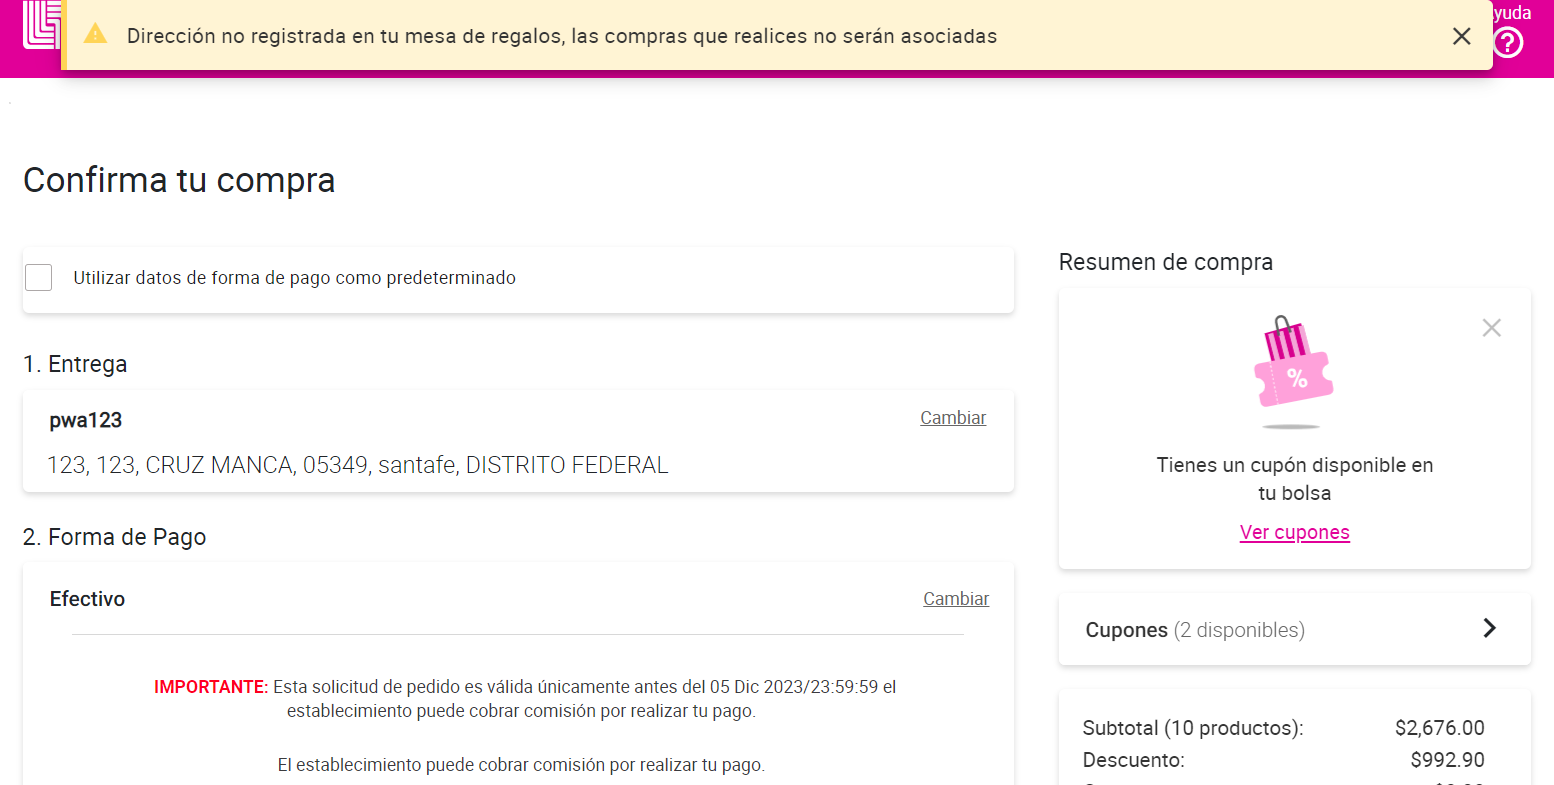 Dirección no registrada en tu mesa de regalos, las compras que realices no serán asociadas
Confirma tu compra
Utilizar datos de forma de pago como predeterminado
1. Entrega
pwa123
Cambiar
123, 123, CRUZ MANCA, 05349, santafe, DISTRITO FEDERAL
2. Forma de Pago
Efectivo
Cambiar
IMPORTANTE: Esta solicitud de pedido es válida únicamente antes del 05 Dic 2023/23:59:59 el
establecimiento puede cobrar comisión por realizar tu pago.
El establecimiento puede cobrar comisión por realizar tu pago.
Resumen de compra
%
Tienes un cupón disponible en
tu bolsa
Ver cupones
Cupones (2 disponibles)
Subtotal (10 productos): $2,676.00
Descuento: $992.90